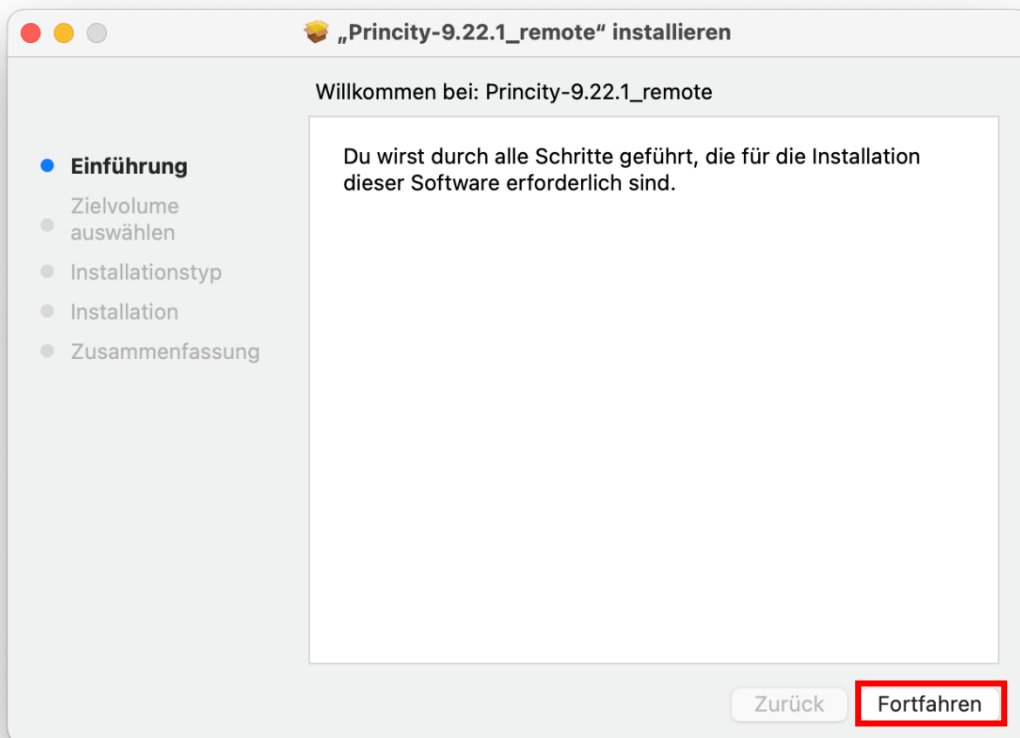 „Princity-9.22.1_remote“ installieren
Willkommen bei: Princity-9.22.1_remote
Einführung
Zielvolume
auswählen
Installationstyp
Installation
Zusammenfassung
Du wirst durch alle Schritte geführt, die für die Installation
dieser Software erforderlich sind.
Zurück
Fortfahren